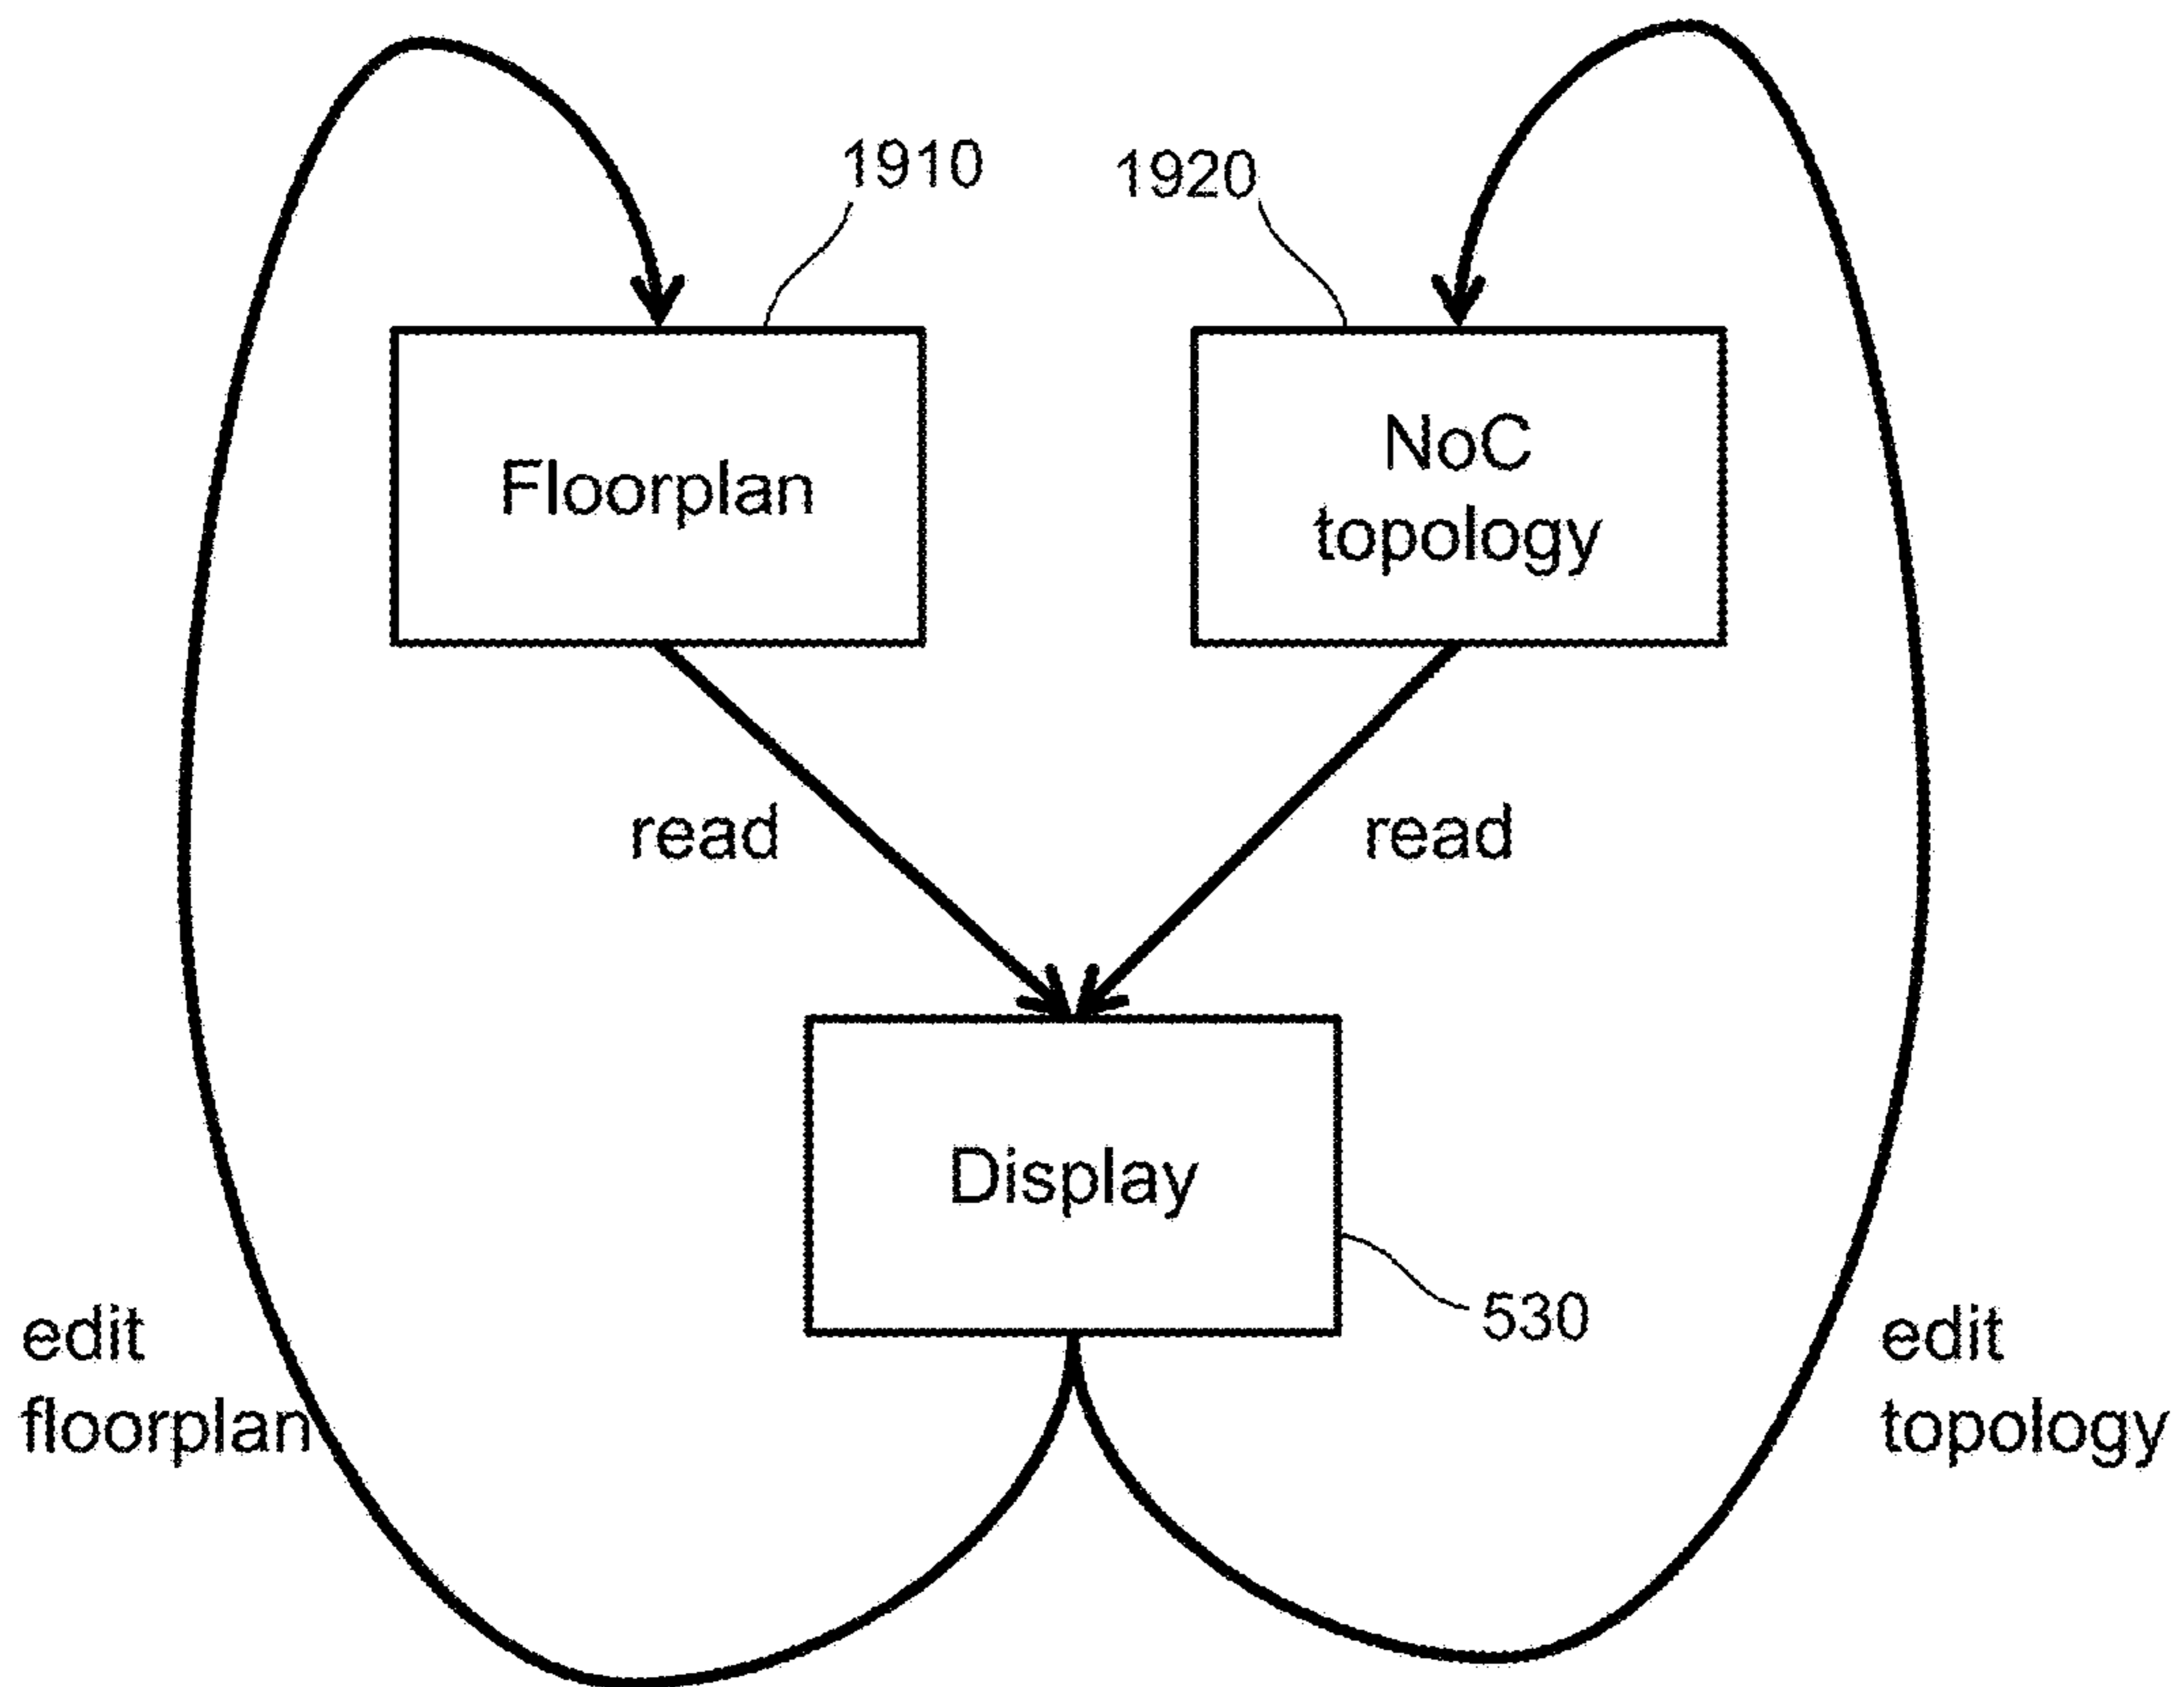 1910
1920
Floorplan
NoC
topology
read
read
Display
530
edit
floorplan
edit
topology